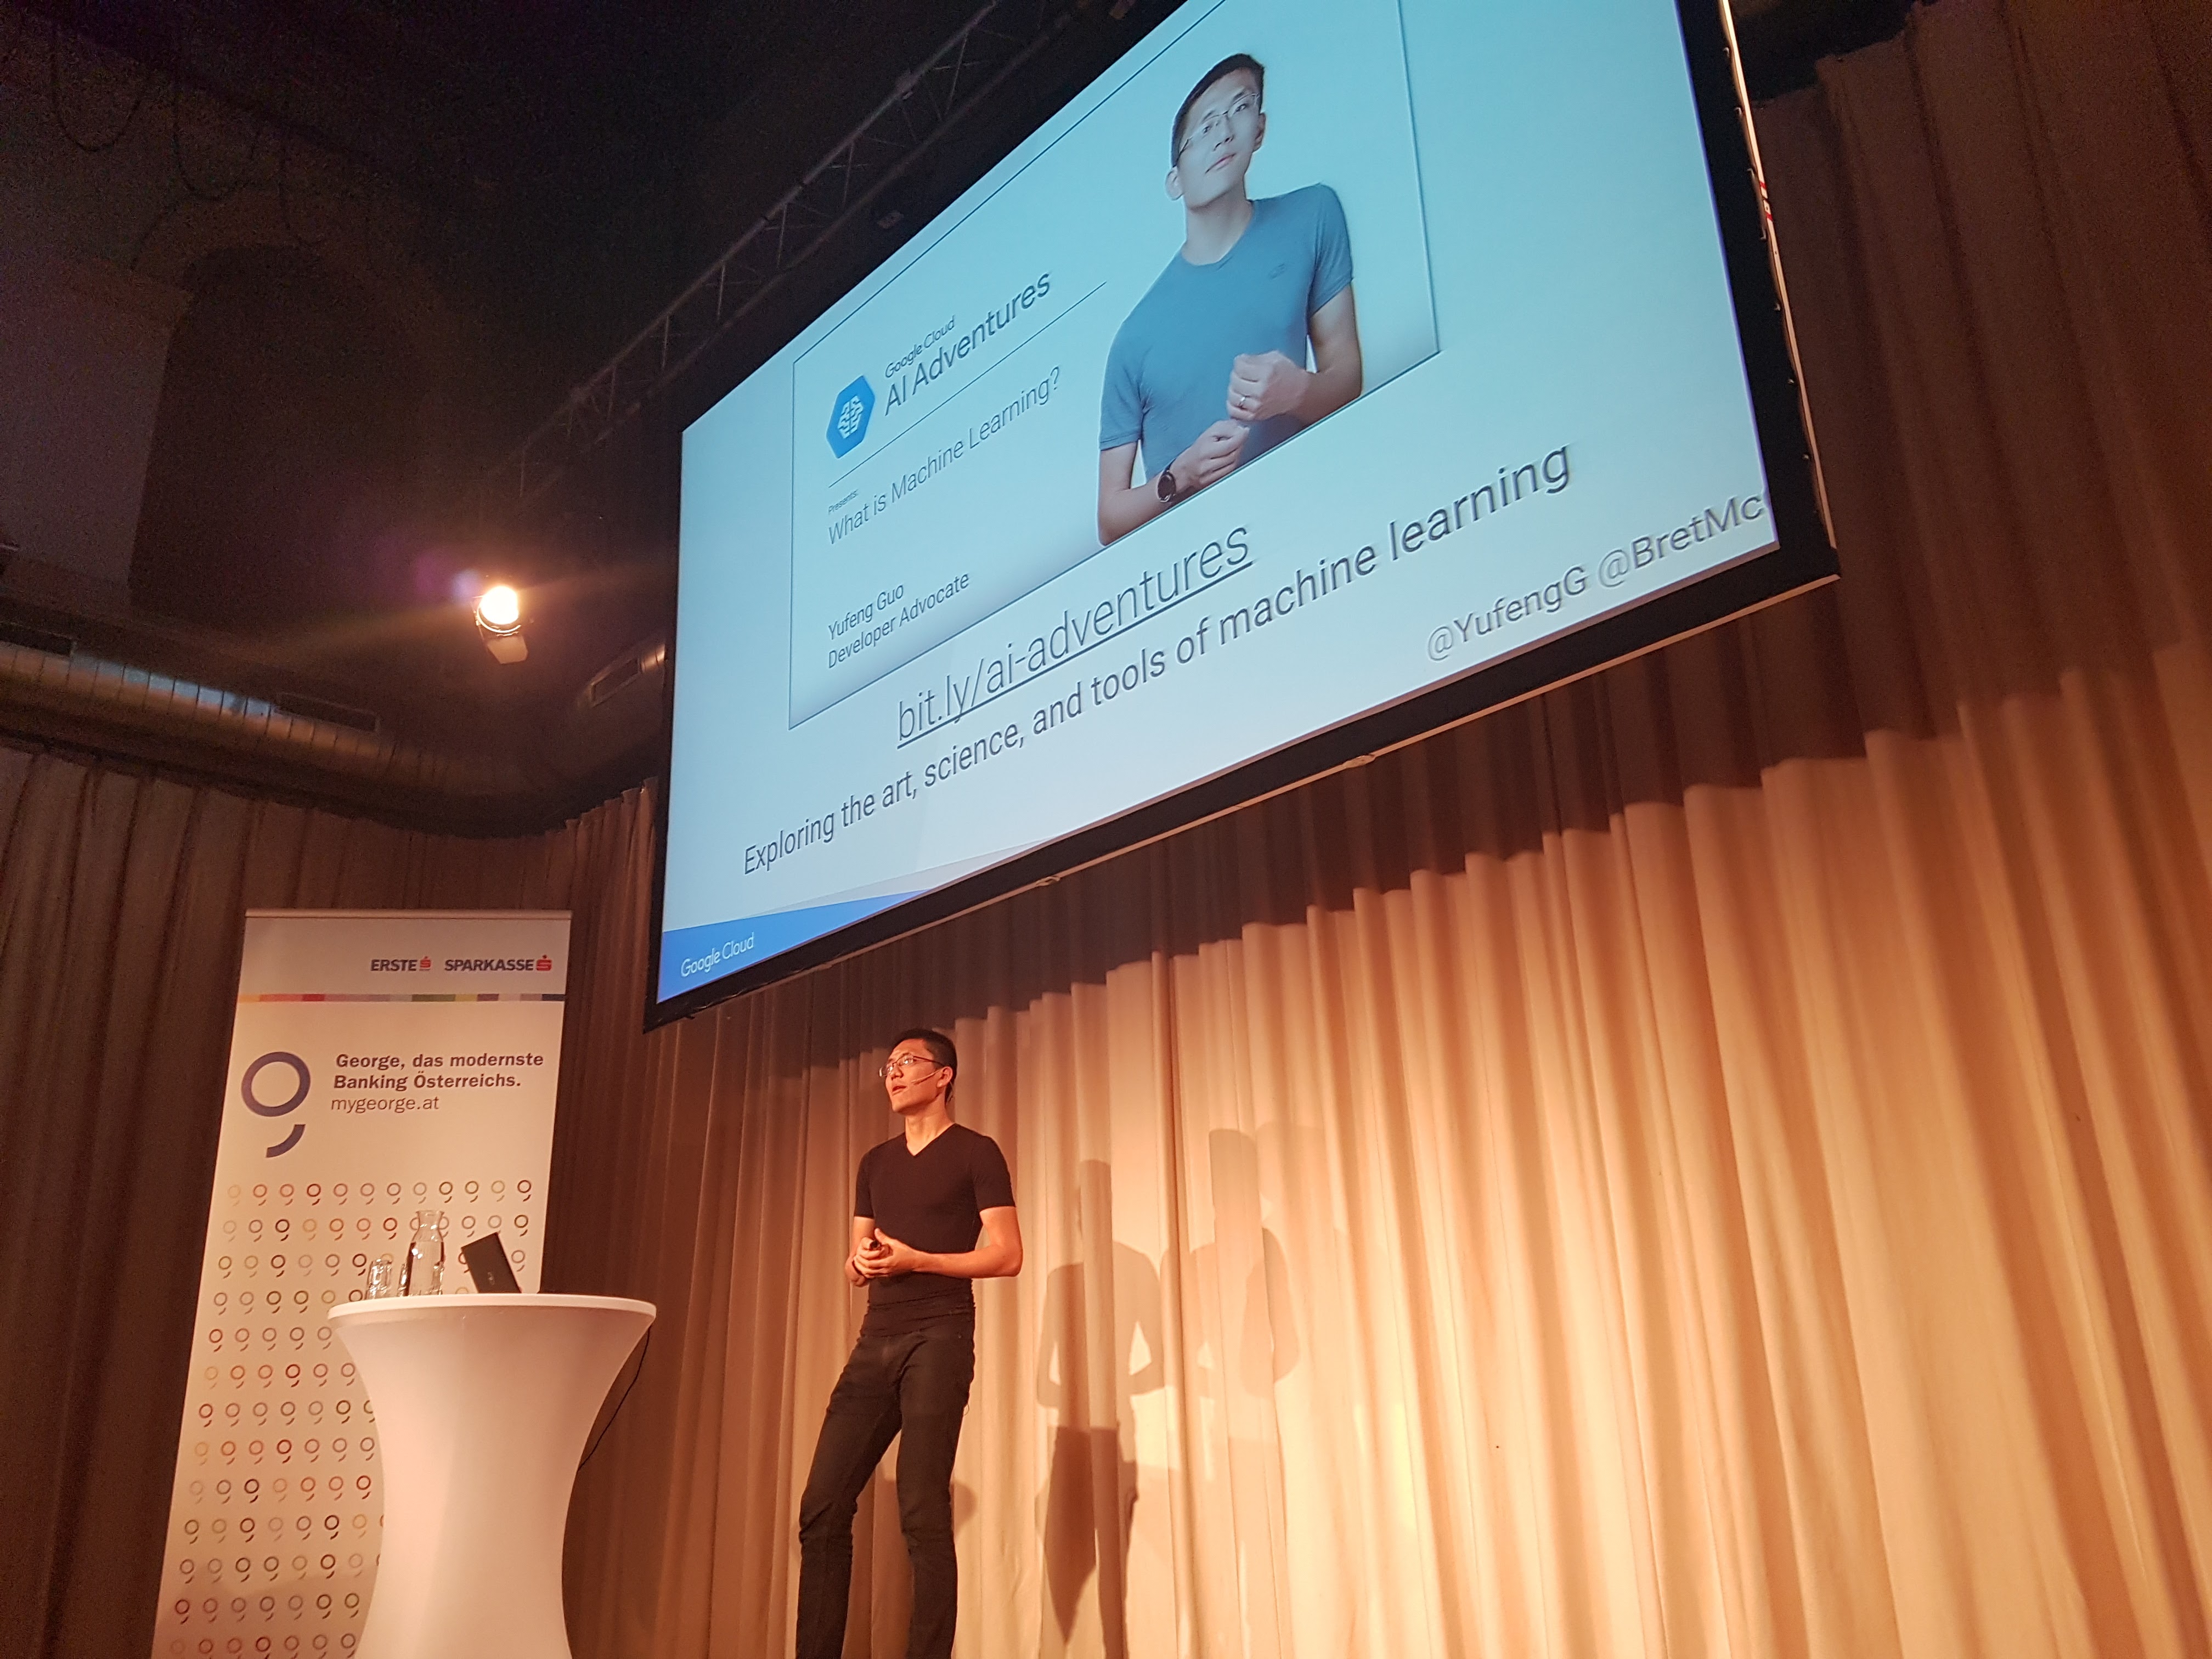 Google Cloud
AI Adventures
Presents:
What is Machine Learning?
Yufeng Guo
Developer Advocate
bit.ly/ai-adventures
Exploring the art, science, and tools of machine learning
@YufengG @BretMc
Google Cloud
ERSTE SPARKASSE
George, das modernste
Banking Österreichs.
mygeorge.at